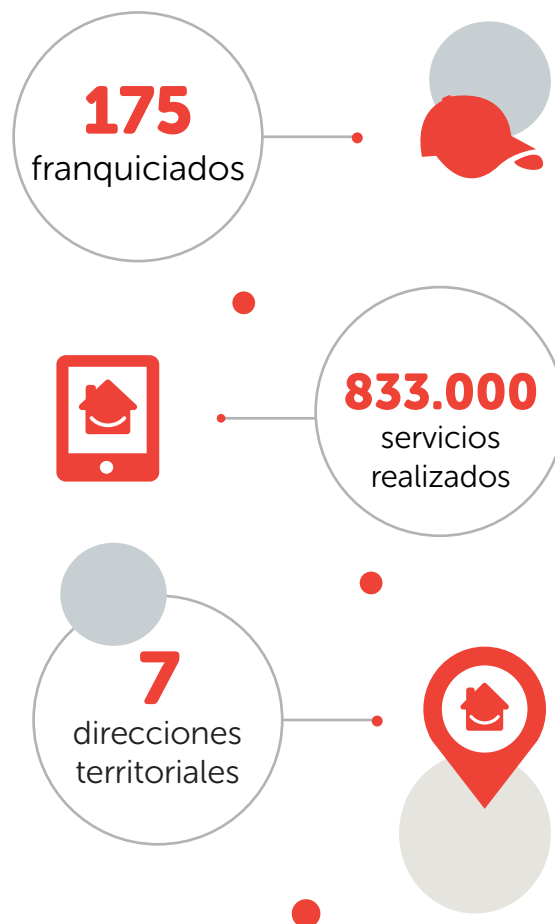 175
franquiciados
833.000
servicios
realizados
7
direcciones
territoriales